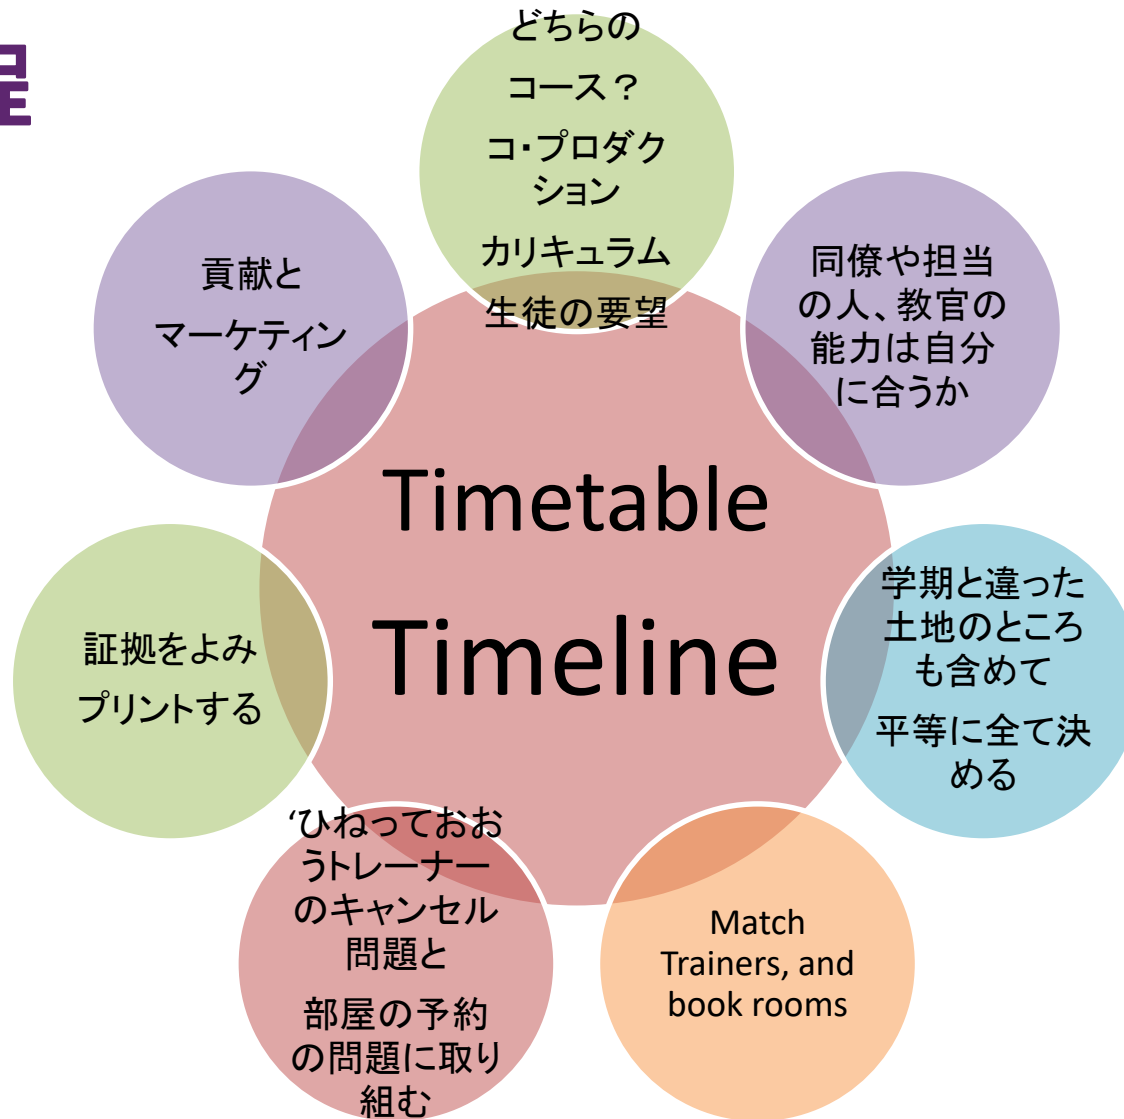 程
どちらの
コース？
コ・プロダク
ション
カリキュラム
生徒の要望
同僚や担当
の人、教官の
能力は自分
に合うか
学期と違った
土地のところ
も含めて
平等に全て決
める
Match
Trainers, and
book rooms
‘ひねっておお
うトレーナー
のキャンセル
問題と
部屋の予約
の問題に取り
組む
証拠をよみ
プリントする
貢献と
マーケティン
グ
Timetable
Timeline